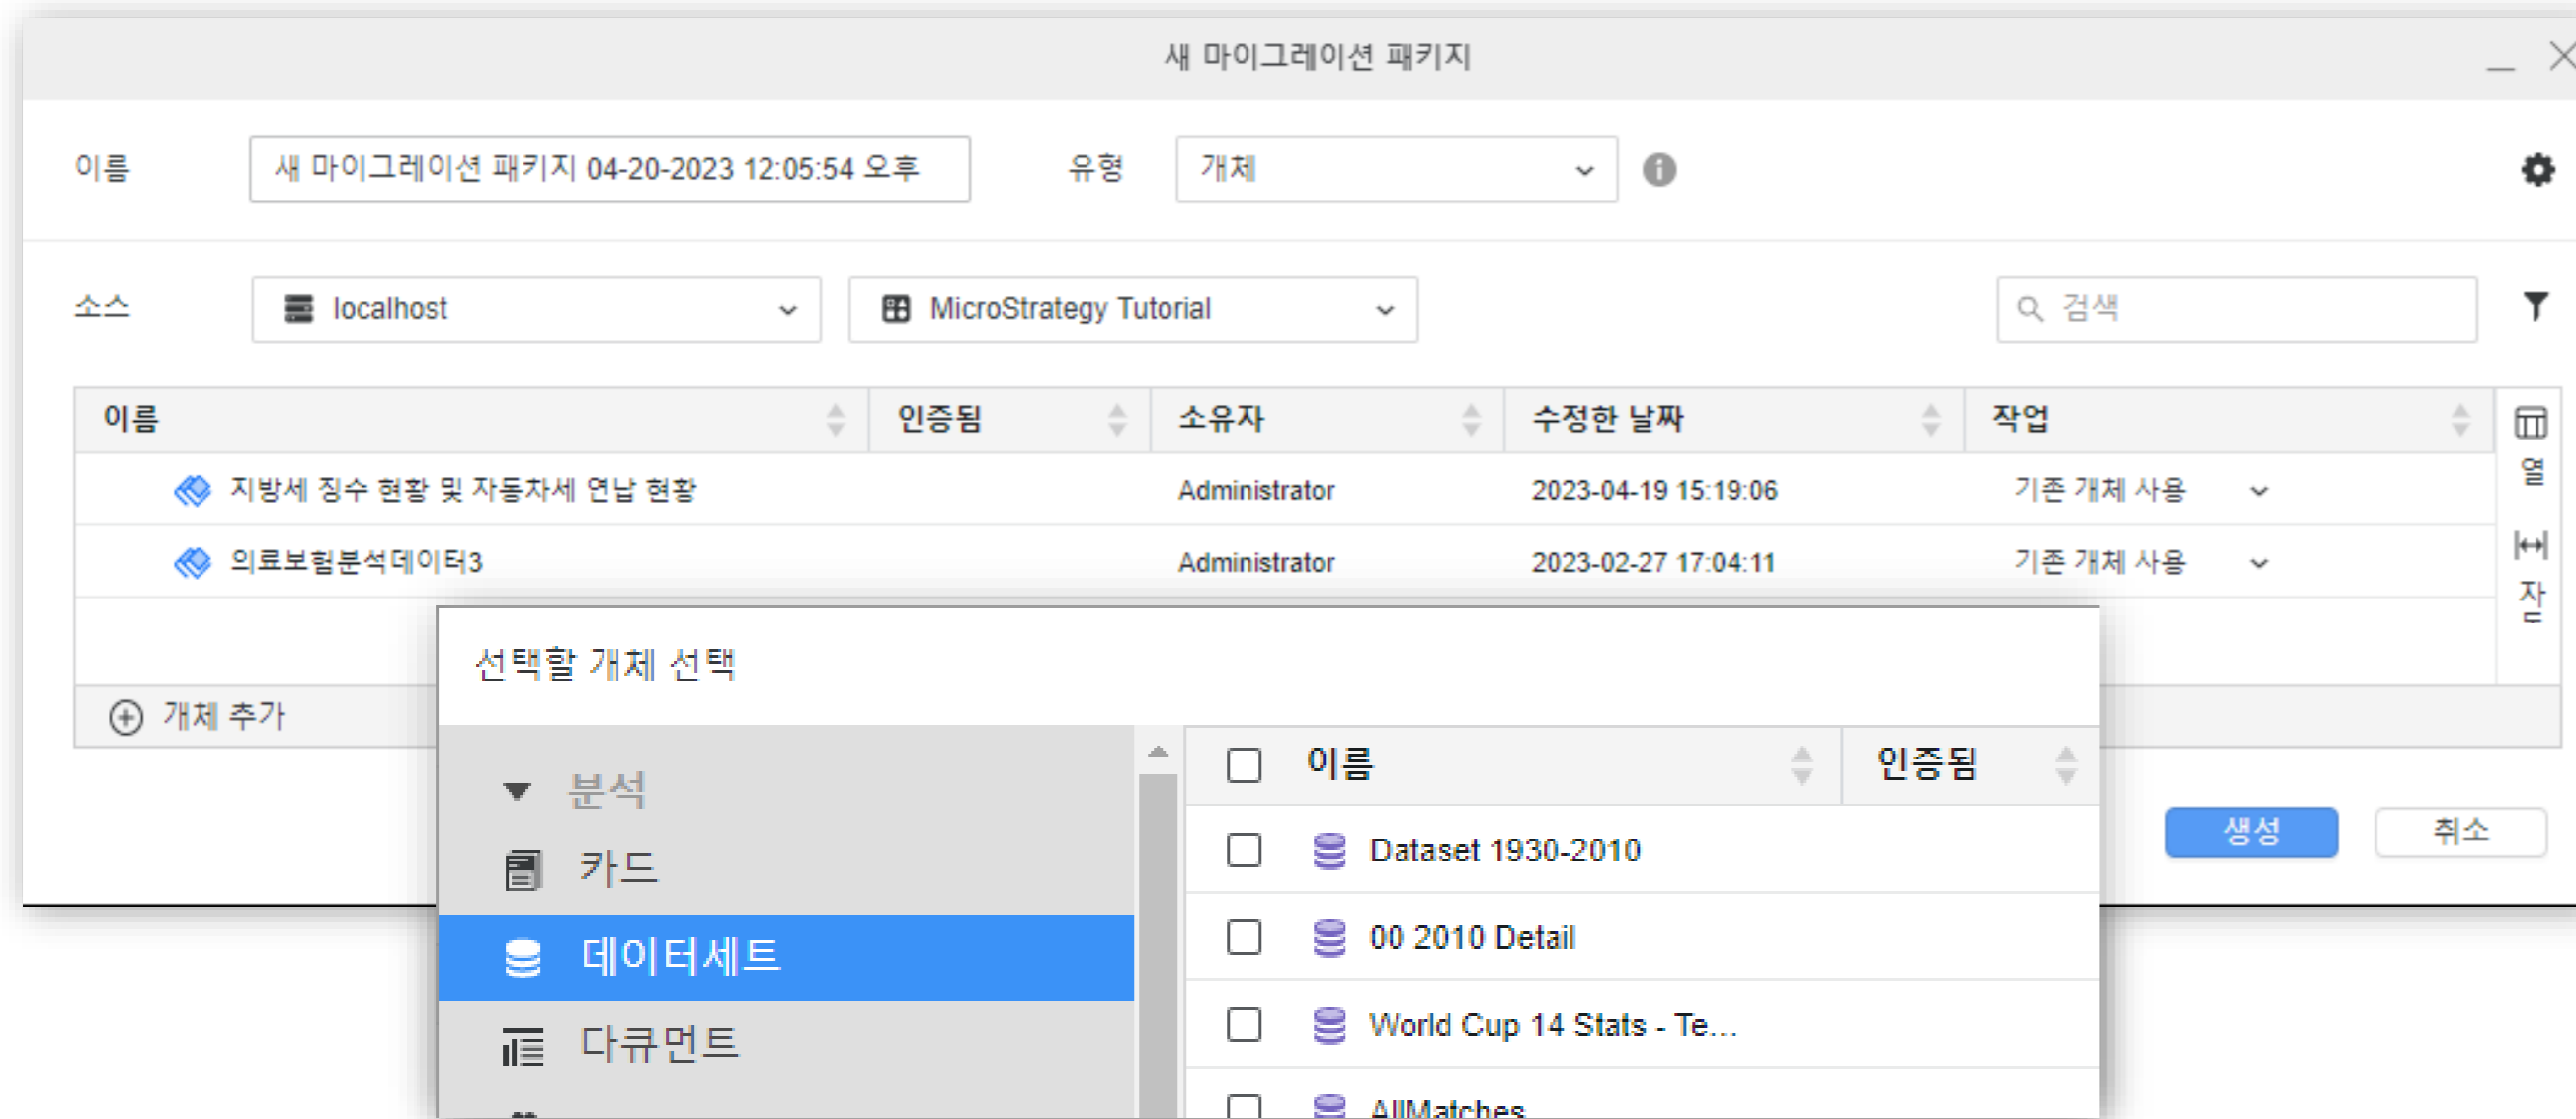 새 마이그레이션 패키지
이름 새 마이그레이션 패키지 04-20-2023 12:05:54 오후 유형 개체
소스 localhost MicroStrategy Tutorial 검색
이름 인증됨 소유자 수정한 날짜 작업
지방세 징수 현황 및 자동차세 연납 현황 Administrator 2023-04-19 15:19:06 기존 개체 사용
의료보험분석데이터3 Administrator 2023-02-27 17:04:11 기존 개체 사용
열
개체 추가
생성 취소
선택할 개체 선택
분석
카드
데이터세트
다큐먼트
이름 인증됨
Dataset 1930-2010
00 2010 Detail
World Cup 14 Stats - Te...
AllMatches